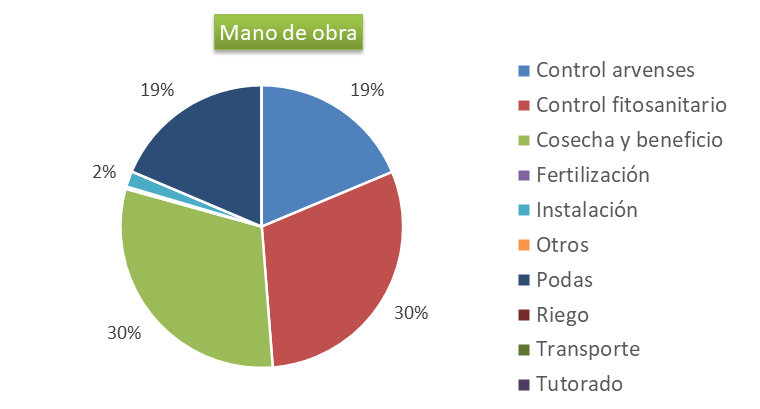 Mano de obra
19%
19%
2%
30%
30%
Control arvenses
Control fitosanitario
Cosecha y beneficio
Fertilización
Instalación
Otros
Podas
Riego
Transporte
Tutorado